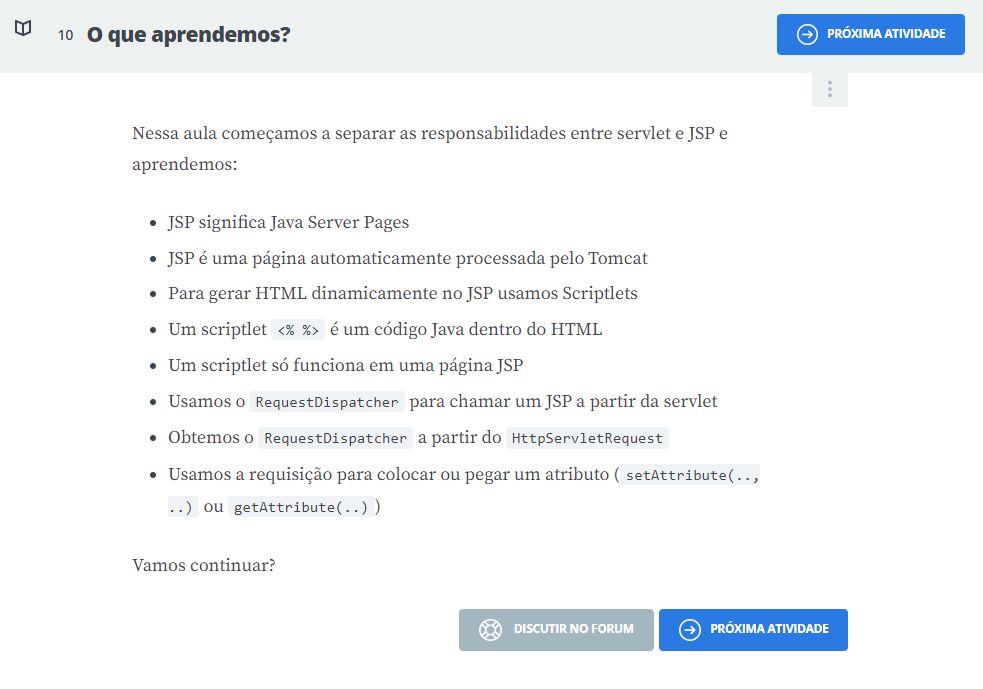 10 O que aprendemos?
PRÓXIMA ATIVIDADE
Nessa aula começamos a separar as responsabilidades entre servlet e JSP e
aprendemos:
• JSP significa Java Server Pages
• JSP é uma página automaticamente processada pelo Tomcat
• Para gerar HTML dinamicamente no JSP usamos Scriptlets
• Um scriptlet <% %> é um código Java dentro do HTML
• Um scriptlet só funciona em uma página JSP
• Usamos o RequestDispatcher para chamar um JSP a partir da servlet
• Obtemos o RequestDispatcher a partir do HttpServletRequest
• Usamos a requisição para colocar ou pegar um atributo ( setAttribute(..,
..) ou getAttribute(..) )
Vamos continuar?
DISCUTIR NO FORUM
PRÓXIMA ATIVIDADE